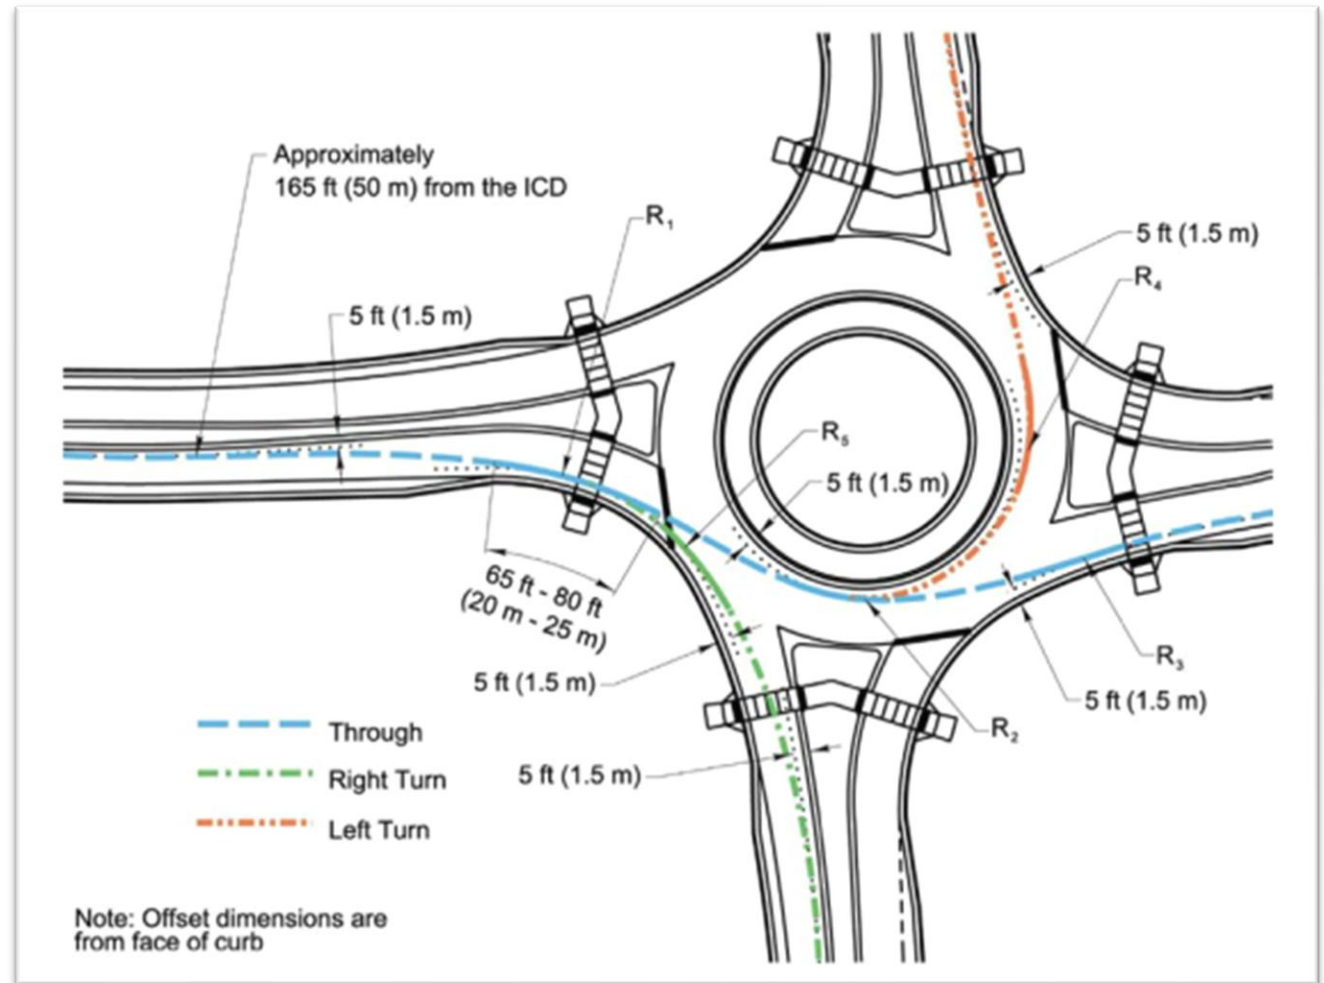 Approximately
165 ft (50 m) from the ICD
R1
5 ft (1.5 m)
R4
5 ft (1.5 m)
R5
5 ft (1.5 m)
65 ft - 80 ft
(20 m - 25 m)
5 ft (1.5 m)
R3
5 ft (1.5 m)
R2
5 ft (1.5 m)
Through
Right Turn
Left Turn
Note: Offset dimensions are
from face of curb